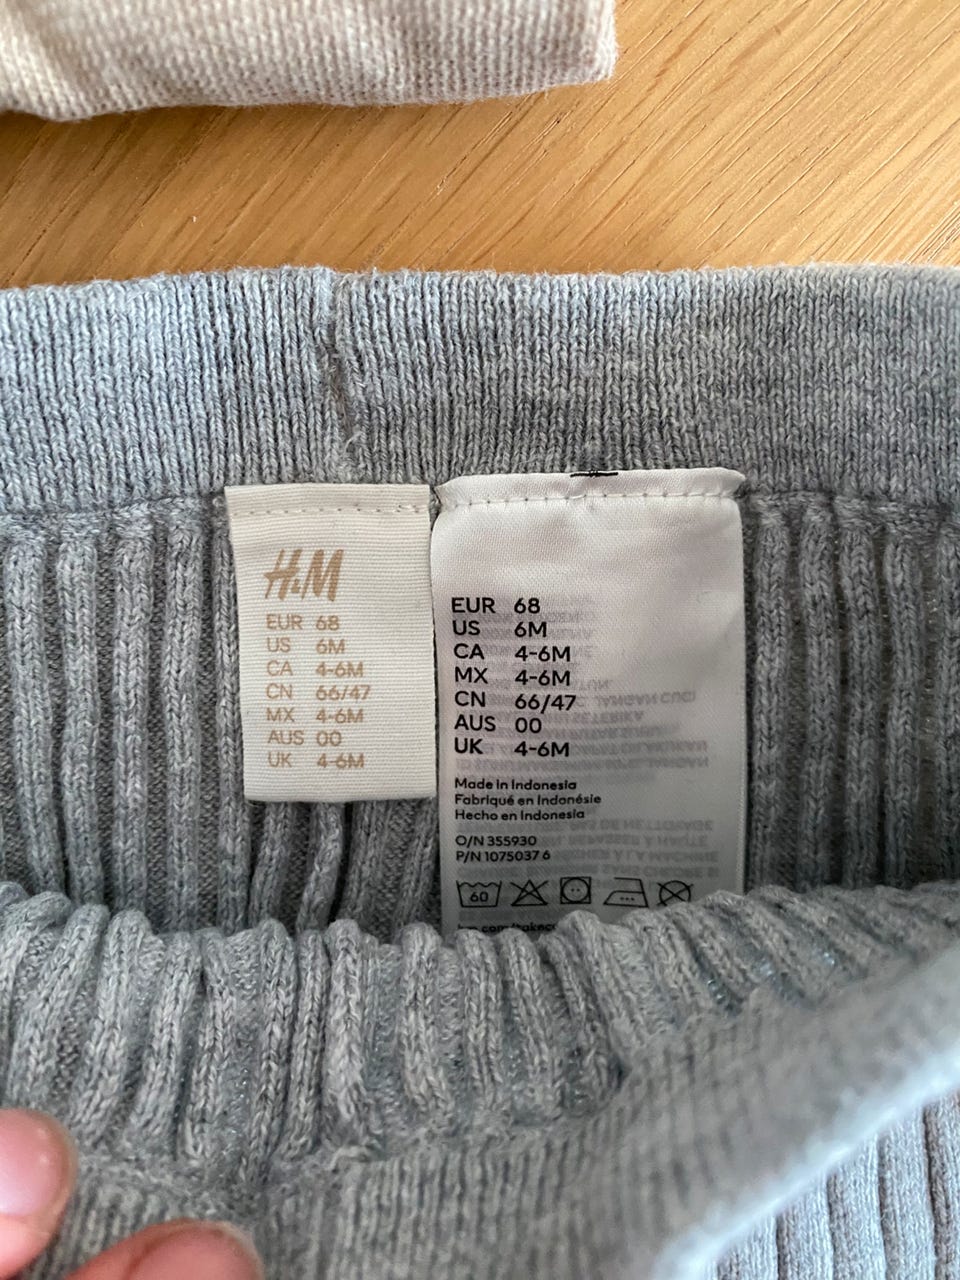 H&M
EUR 68
US 6M
CA 4-6M
CN 66/47
MX 4-6M
AUS 00
UK 4-6M
EUR 68
US 6M
CA 4-6M
MX 4-6M
CN 66/47
AUS 00
UK 4-6M
Made in Indonesia
Fabriqué en Indonésie
Hecho en Indonesia
O/N 355930
P/N 1075037 6
60